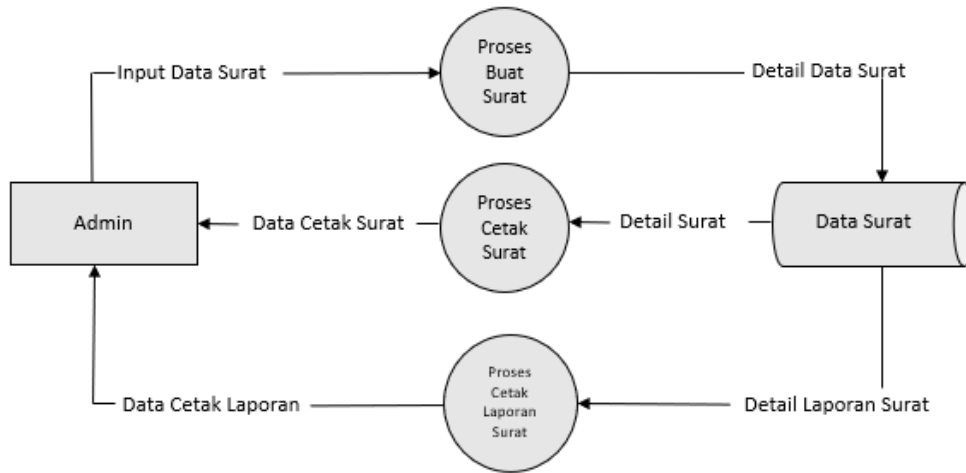 Proses
Buat
Surat
Input Data Surat
Detail Data Surat
Admin
Data Cetak Surat
Proses
Cetak
Surat
Detail Surat
Data Surat
Data Cetak Laporan
Proses
Cetak
Laporan
Surat
Detail Laporan Surat